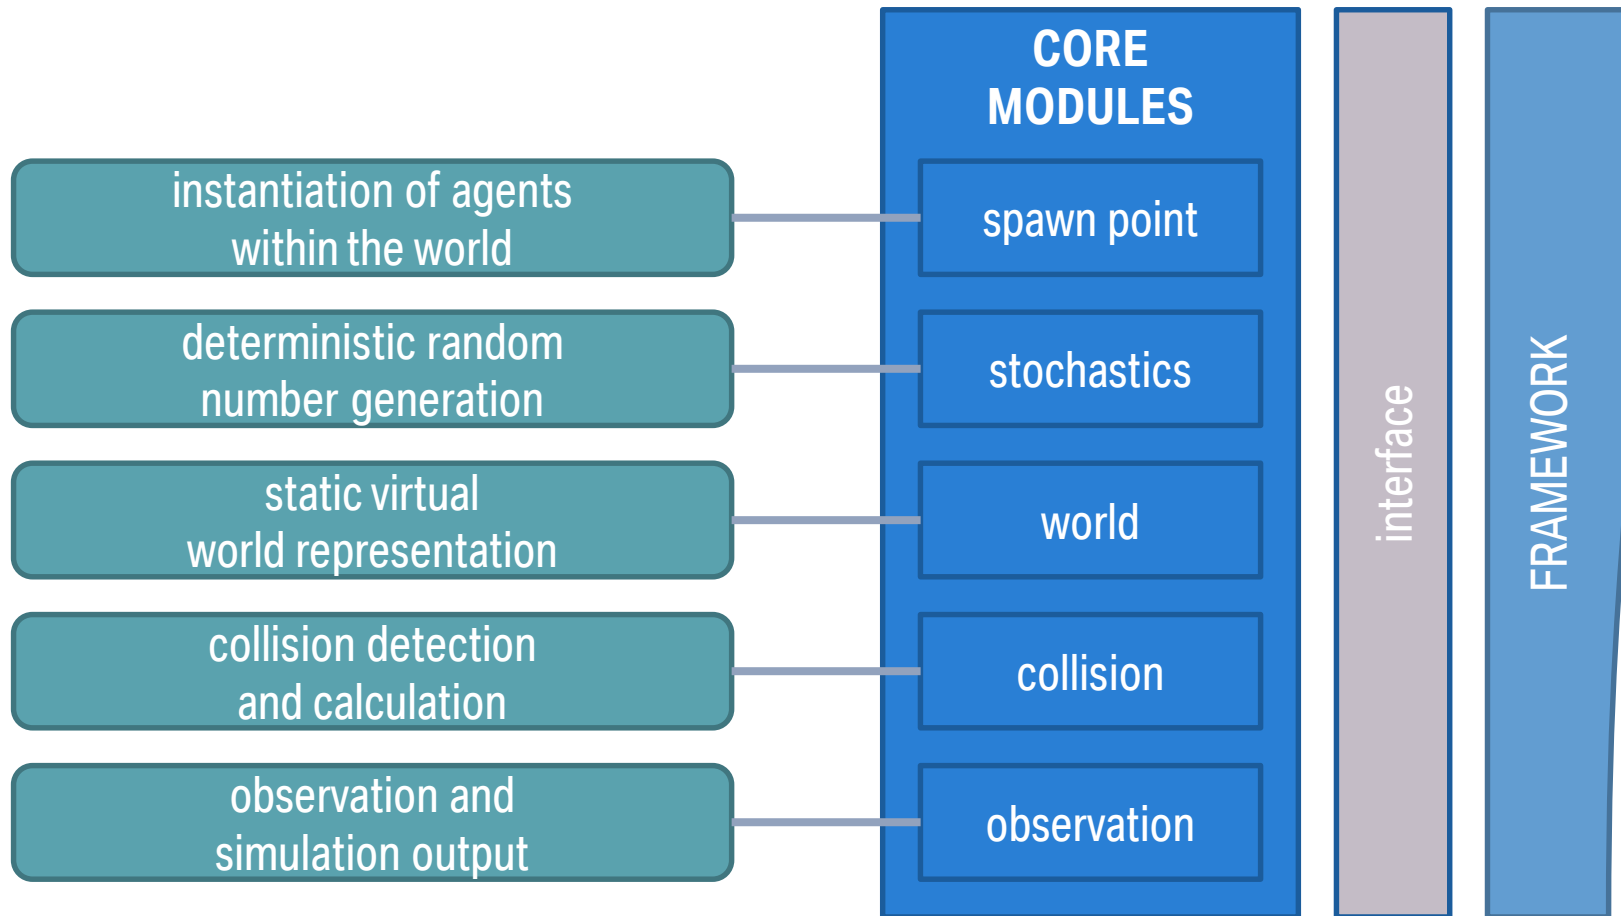 CORE
MODULES
instantiation of agents
within the world
spawn point
deterministic random
number generation
stochastics
static virtual
world representation
world
collision detection
and calculation
collision
observation and
simulation output
observation
interface
FRAMEWORK